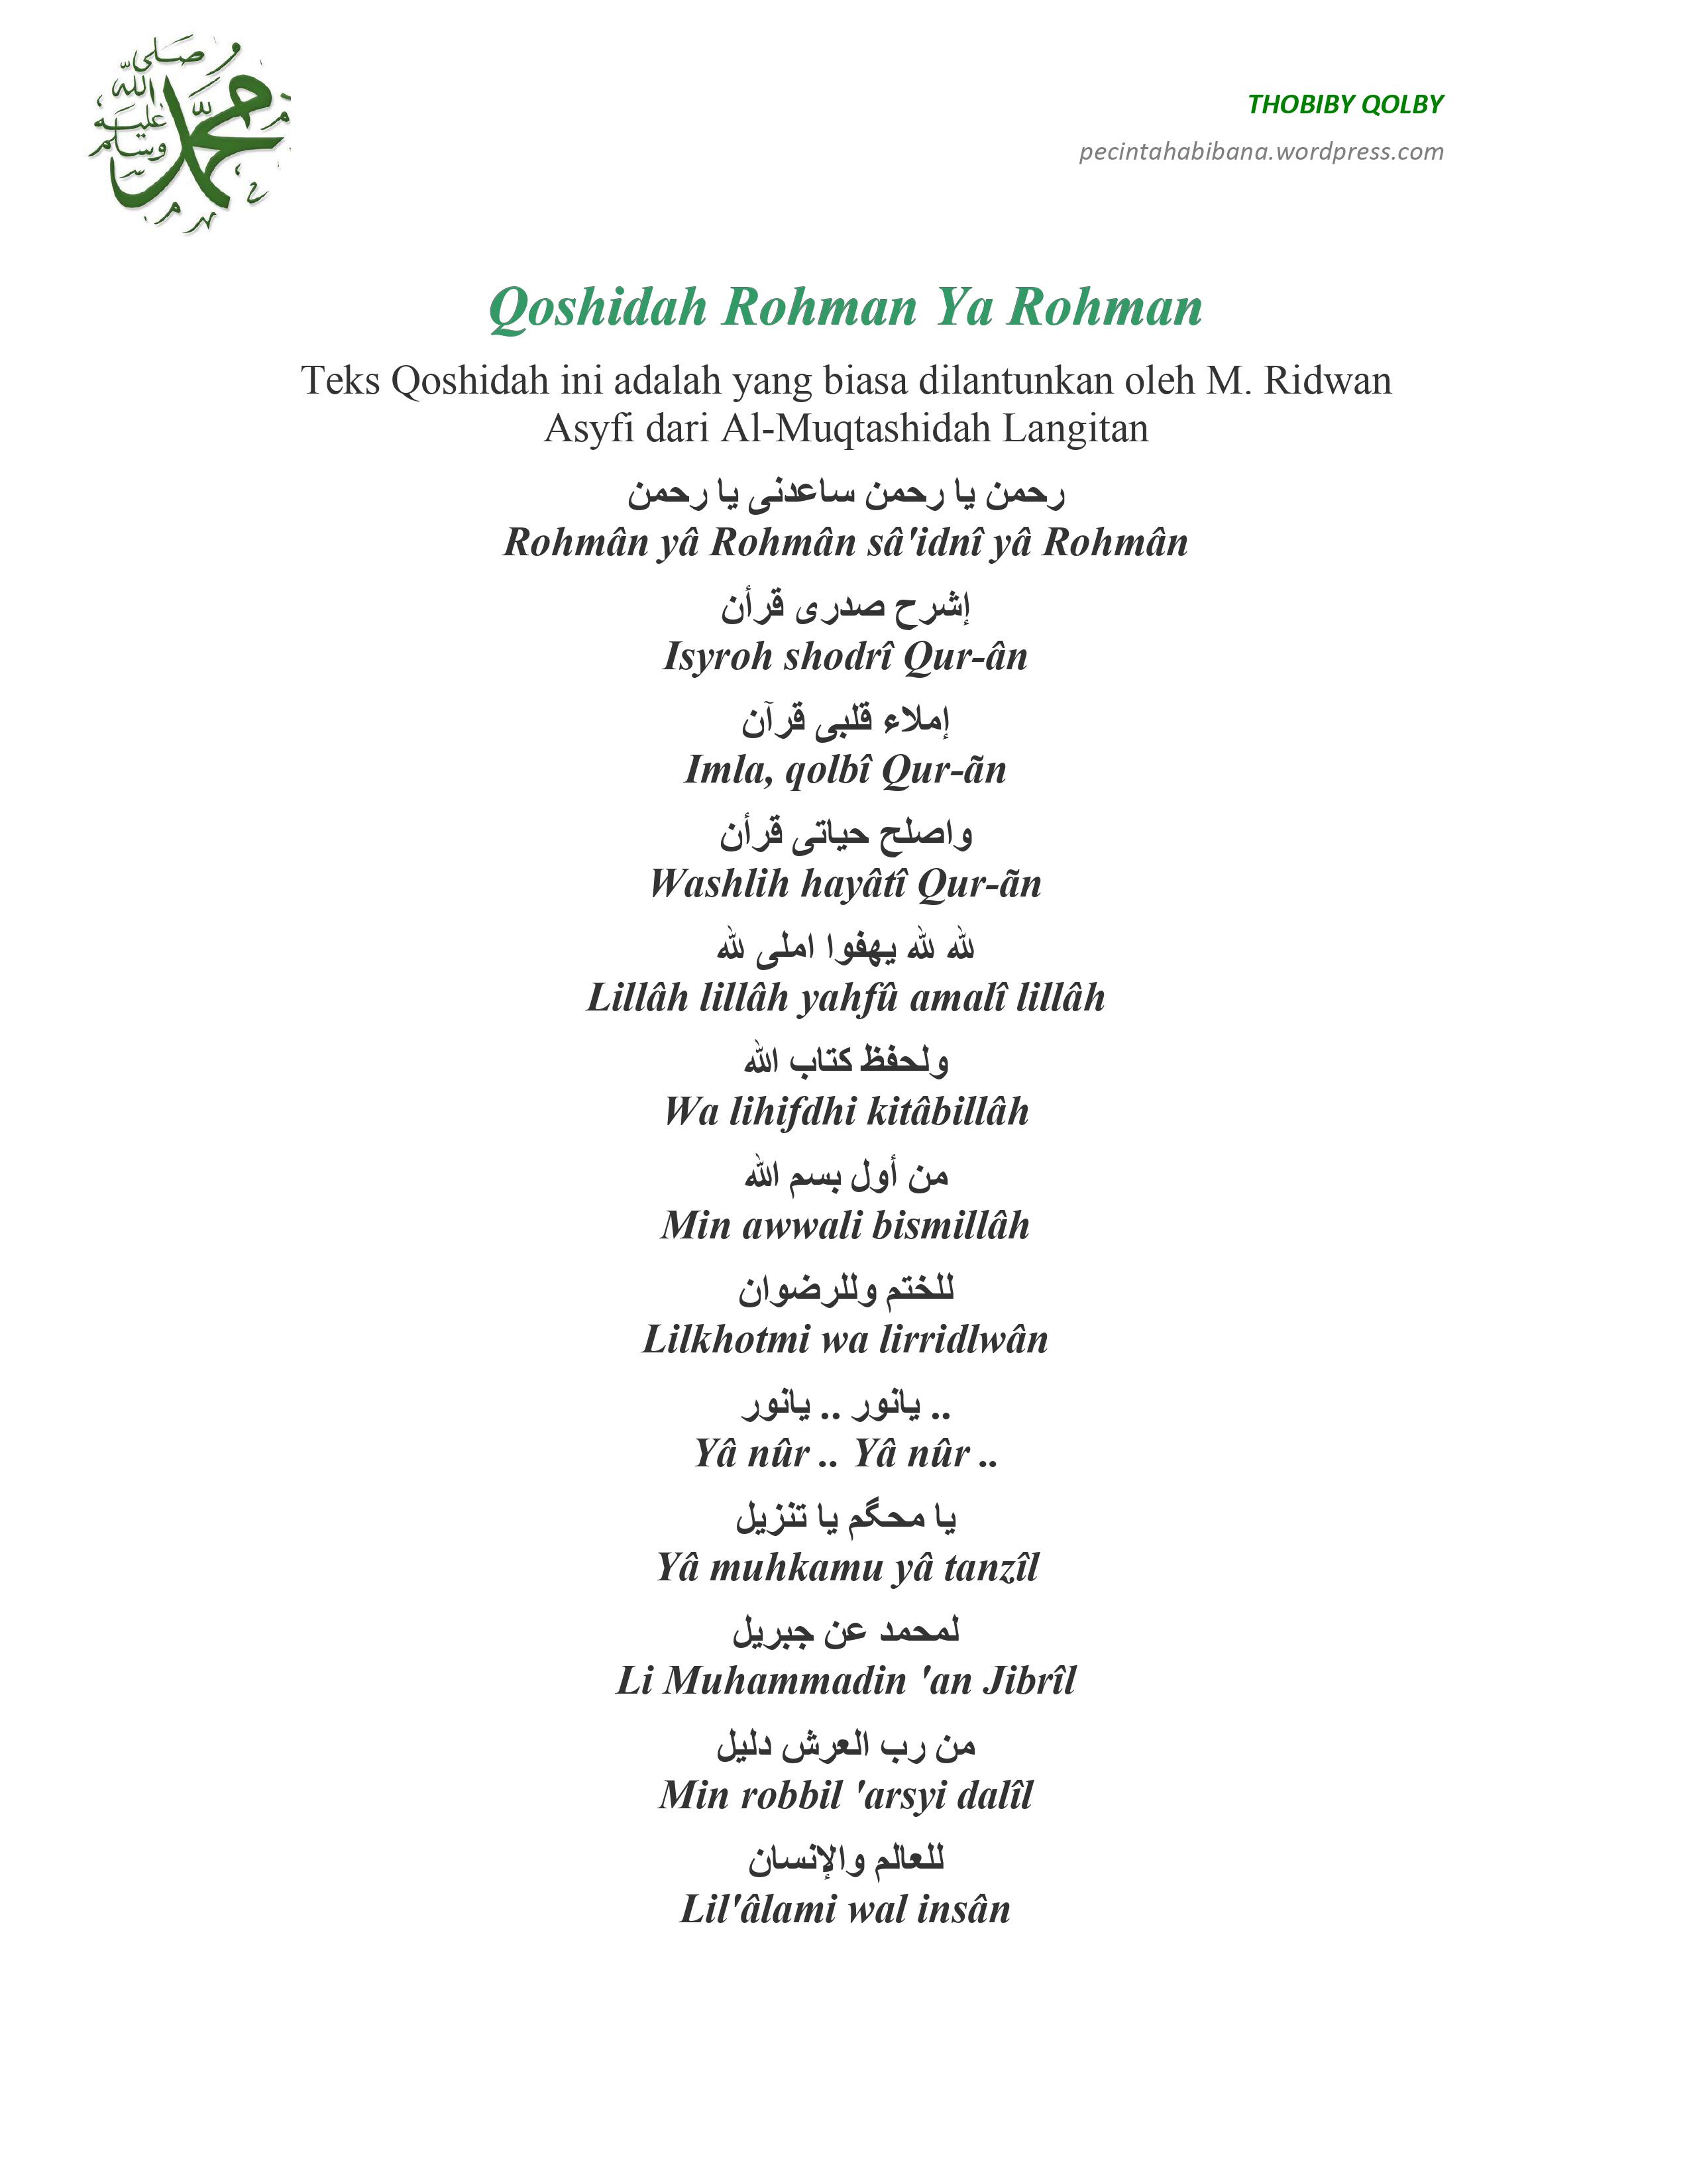 محمد صلى الله عليه وسلم
THOBIBY QOLBY
pecintahabibana.wordpress.com
Qoshidah Rohman Ya Rohman
Teks Qoshidah ini adalah yang biasa dilantunkan oleh M. Ridwan
Asyfi dari Al-Muqtashidah Langitan
رحمن يا رحمن ساعدنى يا رحمن
Rohmân yâ Rohmân sâ'idnî yâ Rohmân
إشرح صدرى قرأن
Isyroh shodrî Qur-ân
إملاء قلبى قرآن
Imla, qolbî Qur-ãn
واصلح حياتى قرأن
Washlih hayâtî Qur-ãn
لله لله يهفوا املى لله
Lillâh lillâh yahfû amalî lillâh
ولحفظ كتاب الله
Wa lihifdhi kitâbillâh
من أول بسم الله
Min awwali bismillâh
للختم وللرضوان
Lilkhotmi wa lirridlwân
يانور .. يانور ..
Yâ nûr .. Yâ nûr ..
يا محگم يا تنزيل
Yâ muhkamu yâ tanzîl
لمحمد عن جبريل
Li Muhammadin 'an Jibrîl
من رب العرش دليل
Min robbil 'arsyi dalîl
للعالم والإنسان
Lil'âlami wal insân